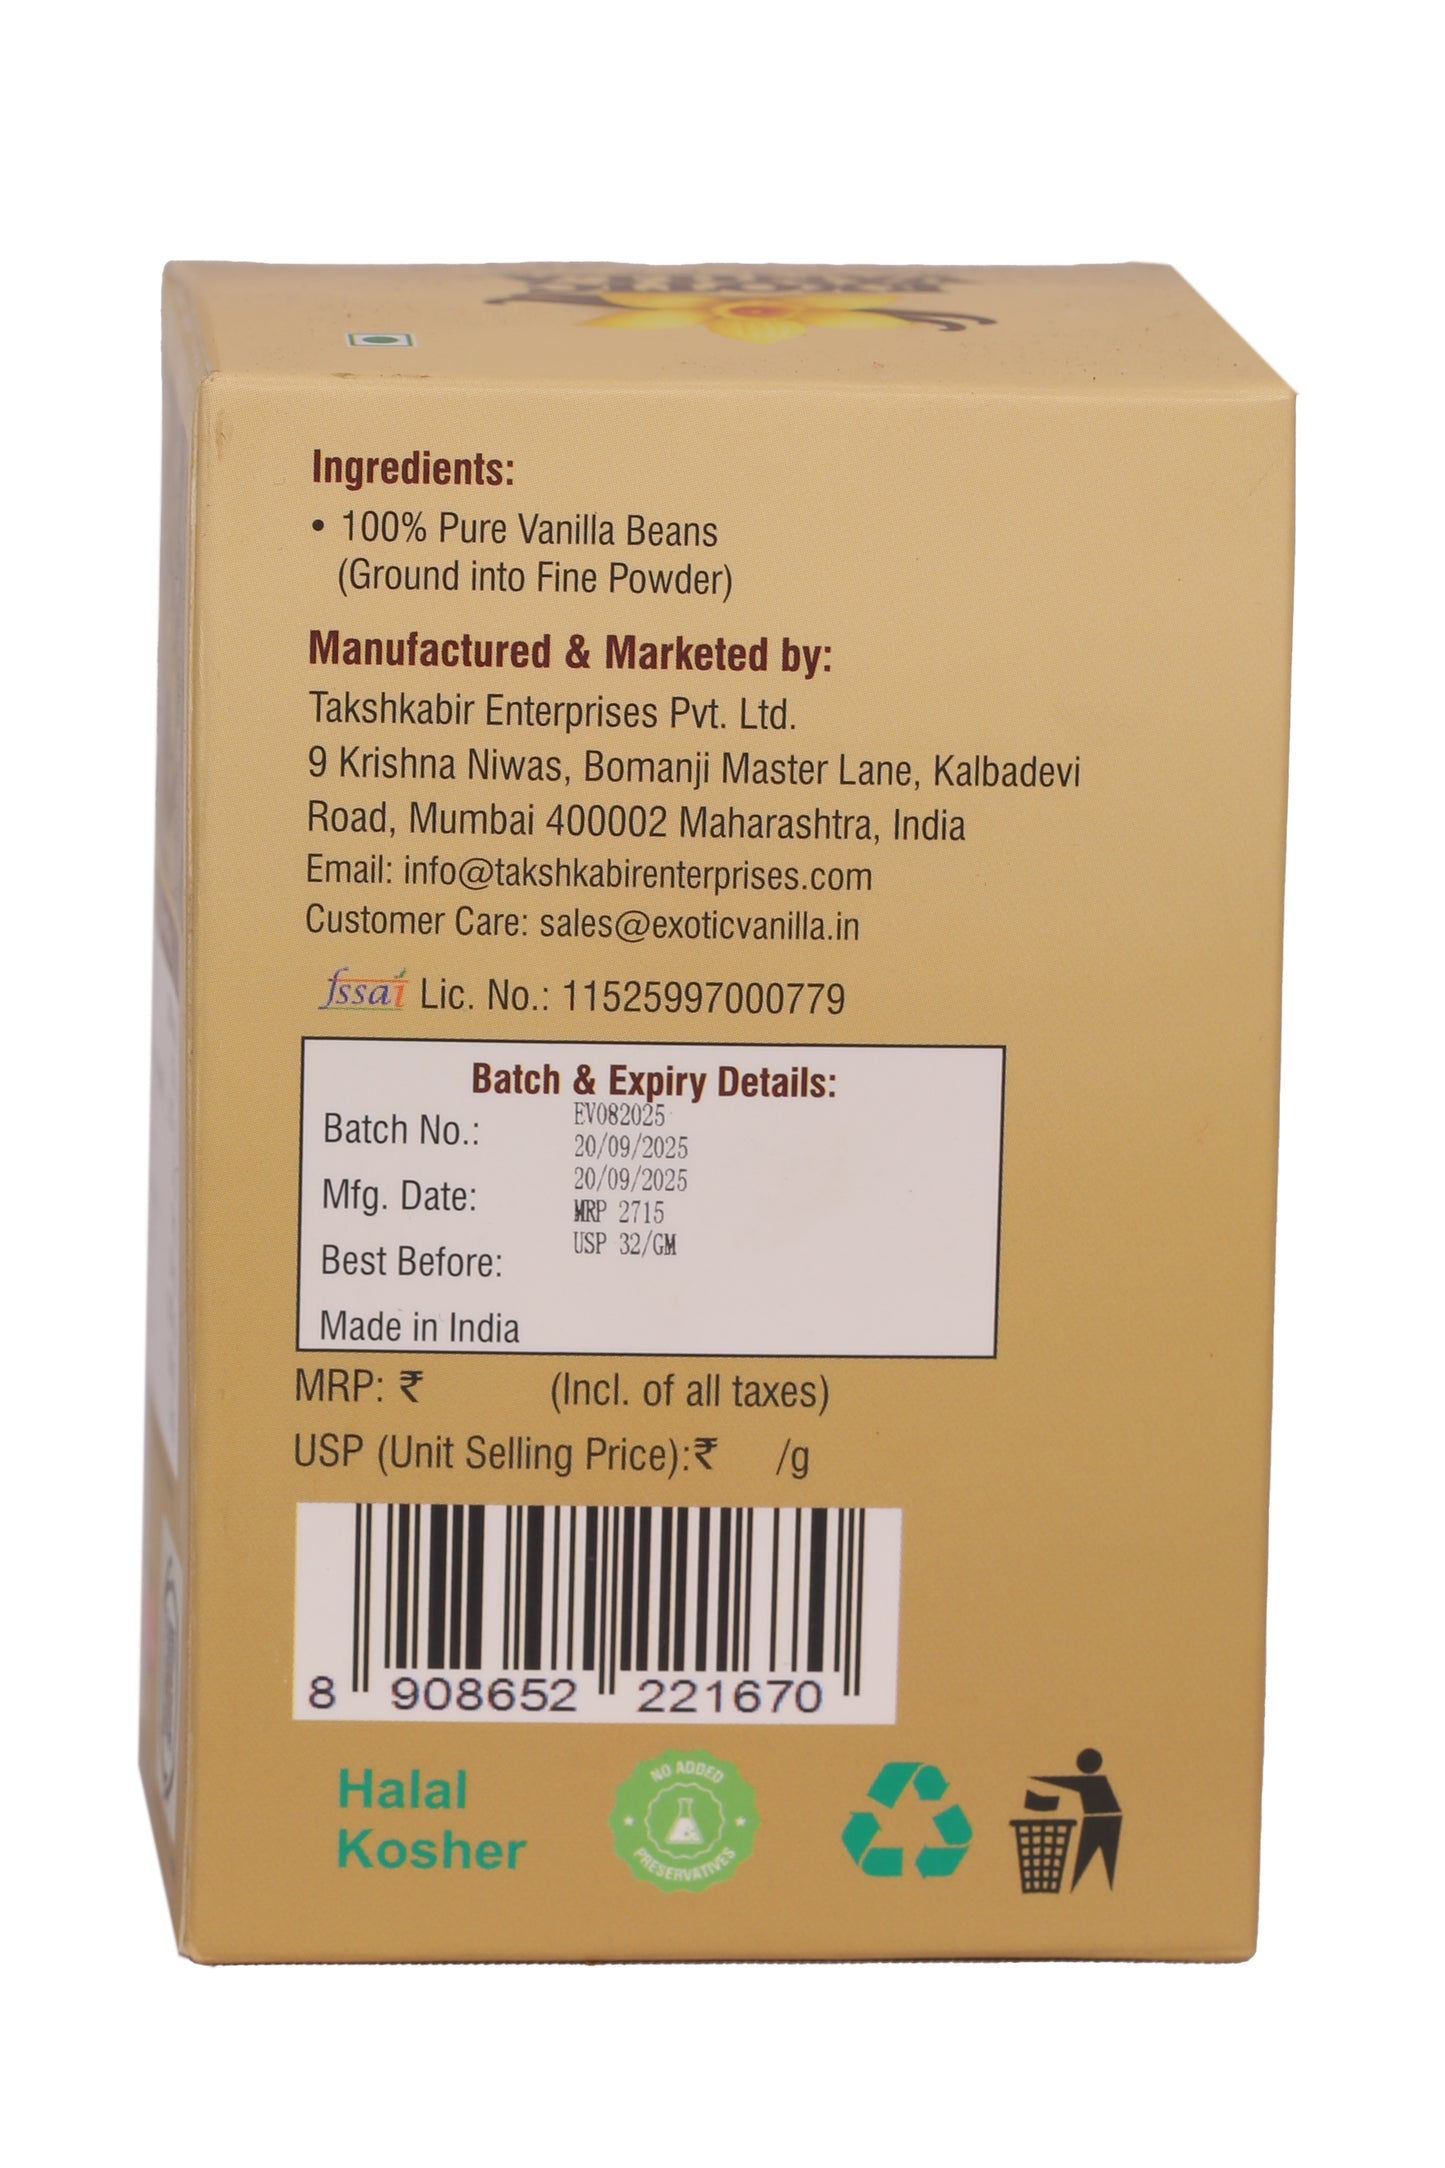 Ingredients:
• 100% Pure Vanilla Beans
(Ground into Fine Powder)
Manufactured & Marketed by:
Takshkabir Enterprises Pvt. Ltd.
9 Krishna Niwas, Bomanji Master Lane, Kalbadevi
Road, Mumbai 400002 Maharashtra, India
Email: info@takshkabirenterprises.com
Customer Care: sales@exoticvanilla.in
fssai Lic. No.: 11525997000779
Batch & Expiry Details:
EV082025
Batch No.:
20/09/2025
20/09/2025
Mfg. Date:
MRP 2715
USP 32/GM
Best Before:
Made in India
MRP: ₹ (Incl. of all taxes)
USP (Unit Selling Price):₹ /g
8 908652 221670
Halal
Kosher
NO ADDED
PRESERVATIVES